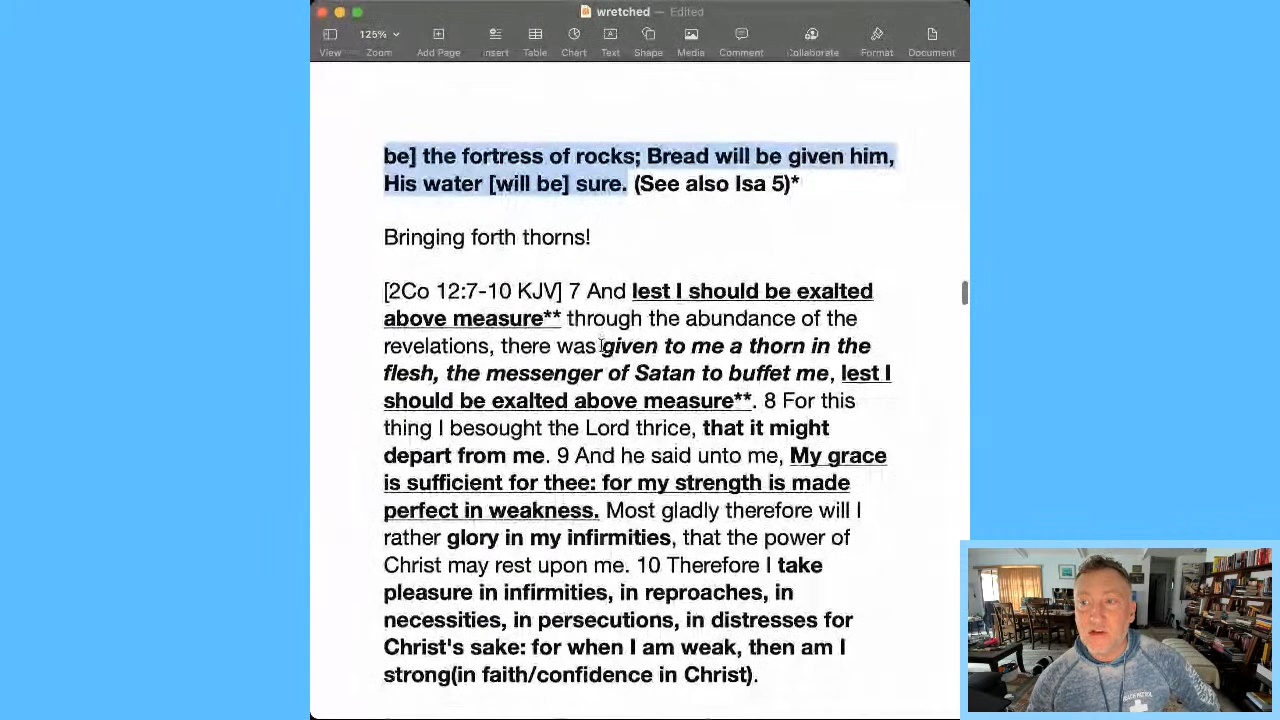 wretched — Edited
125%
View
Zoom
Add Page
Insert
Table
Chart
Text
Shape
Media
Comment
Collaborate
Format
Document
be] the fortress of rocks; Bread will be given him,
His water [will be] sure. (See also Isa 5)*
Bringing forth thorns!
[2Co 12:7-10 KJV] 7 And lest I should be exalted
above measure** through the abundance of the
revelations, there was given to me a thorn in the
flesh, the messenger of Satan to buffet me, lest I
should be exalted above measure**. 8 For this
thing I besought the Lord thrice, that it might
depart from me. 9 And he said unto me, My grace
is sufficient for thee: for my strength is made
perfect in weakness. Most gladly therefore will I
rather glory in my infirmities, that the power of
Christ may rest upon me. 10 Therefore I take
pleasure in infirmities, in reproaches, in
necessities, in persecutions, in distresses for
Christ's sake: for when I am weak, then am I
strong(in faith/confidence in Christ).